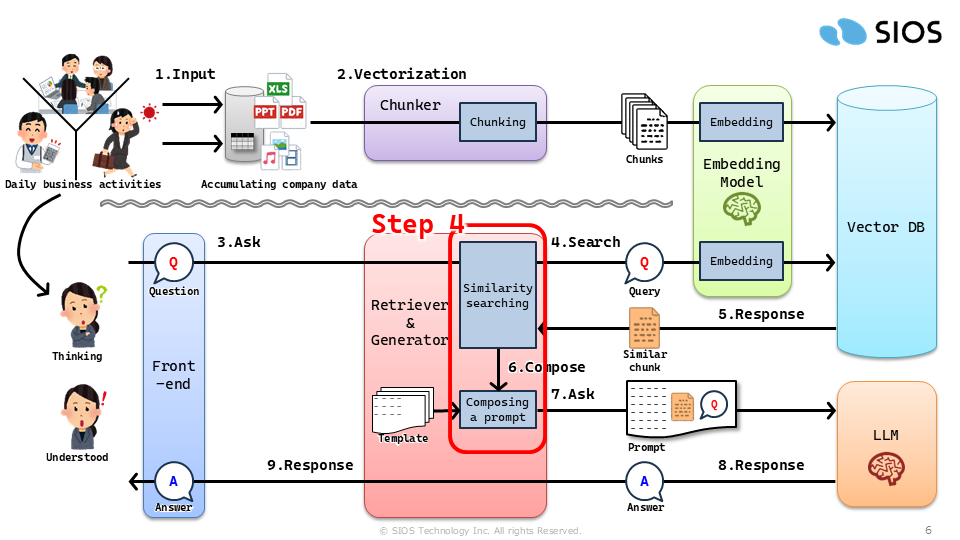 SIOS
1.Input
2.Vectorization
XLS
PPT
PDF
Chunker
Chunking
Chunks
Embedding
Embedding
Model
Daily business activities
Accumulating company data
Vector DB
Step 4
3.Ask
4.Search
Q
Question
Similarity
searching
Q
Query
Embedding
Retriever
&
Generator
5.Response
Thinking
Similar
chunk
Front
-end
6.Compose
7.Ask
Composing
a prompt
Template
Q
Prompt
LLM
Understood
9.Response
8.Response
A
Answer
A
Answer
© SIOS Technology Inc. All rights Reserved.
6